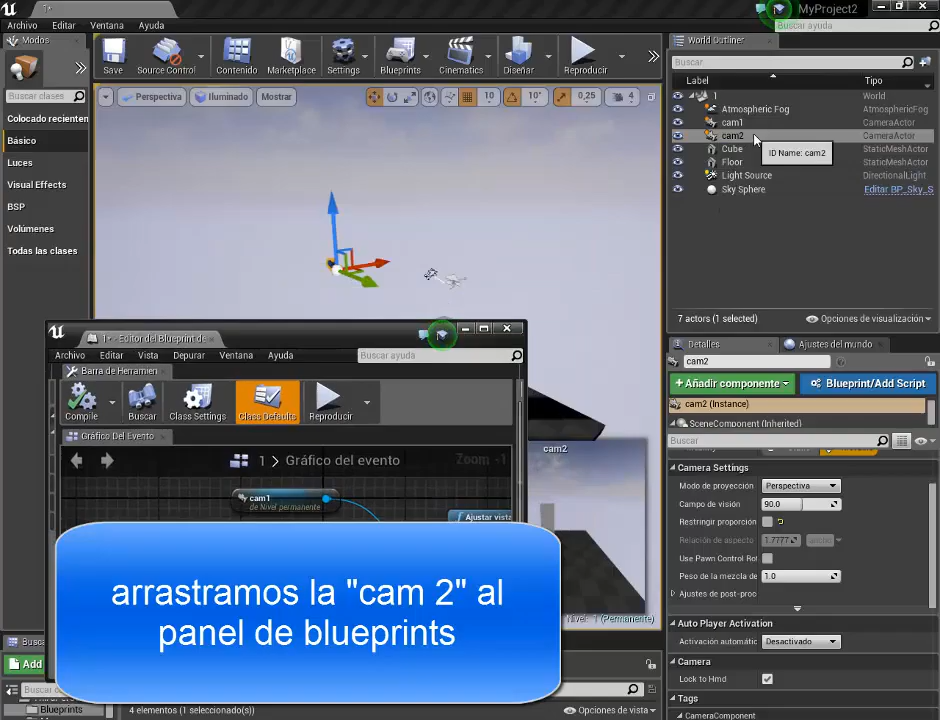 1*
MyProject2
Archivo Editar Ventana Ayuda
Buscar ayuda
Modos
Buscar clases
Colocado recienten
Básico
Luces
Visual Effects
BSP
Volúmenes
Todas las clases
Save Source Control Contenido Marketplace Settings Blueprints Cinematics Diseñar Reproducir
Perspectiva Iluminado Mostrar 10 10° 0,25 4
World Outliner
Buscar
Label Tipo
1 World
Atmospheric Fog AtmosphericFog
cam1 CameraActor
cam2 CameraActor
Cube StaticMeshActor
Floor StaticMeshActor
Light Source DirectionalLight
Sky Sphere Editar BP_Sky_S
ID Name: cam2
7 actors (1 selected) Opciones de visualización
Detalles Ajustes del mundo
cam2
Añadir componente Blueprint/Add Script
cam2 (Instance)
SceneComponent (Inherited)
Buscar
Camera Settings
Modo de proyección Perspectiva
Campo de visión 90.0
Restringir proporción
Relación de aspecto 1.7777
Use Pawn Control Rot
Peso de la mezcla de 1.0
Ajustes de post-proc
Auto Player Activation
Activación automátic Desactivado
Camera
Lock to Hmd
Tags
CameraComponent
1* - Editor del Blueprint de
Archivo Editar Vista Depurar Ventana Ayuda
Buscar ayuda
Barra de Herramien
Compile Buscar Class Settings Class Defaults Reproducir
Gráfico Del Evento
1 > Gráfico del evento Zoom -1
cam1
de Nivel permanente
Ajustar vista
cam2
Nivel: 1 (Permanente)
arrastramos la "cam 2" al
panel de blueprints
Busca
Add
Buscar
Blueprints
4 elementos (1 seleccionado(s)) Opciones de vista